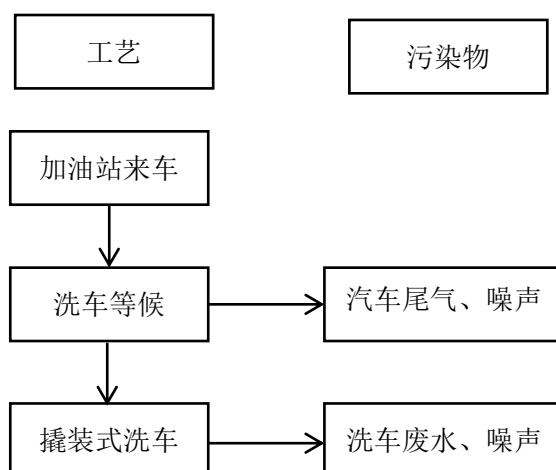 工艺
污染物
加油站来车
洗车等候
汽车尾气、噪声
撬装式洗车
洗车废水、噪声